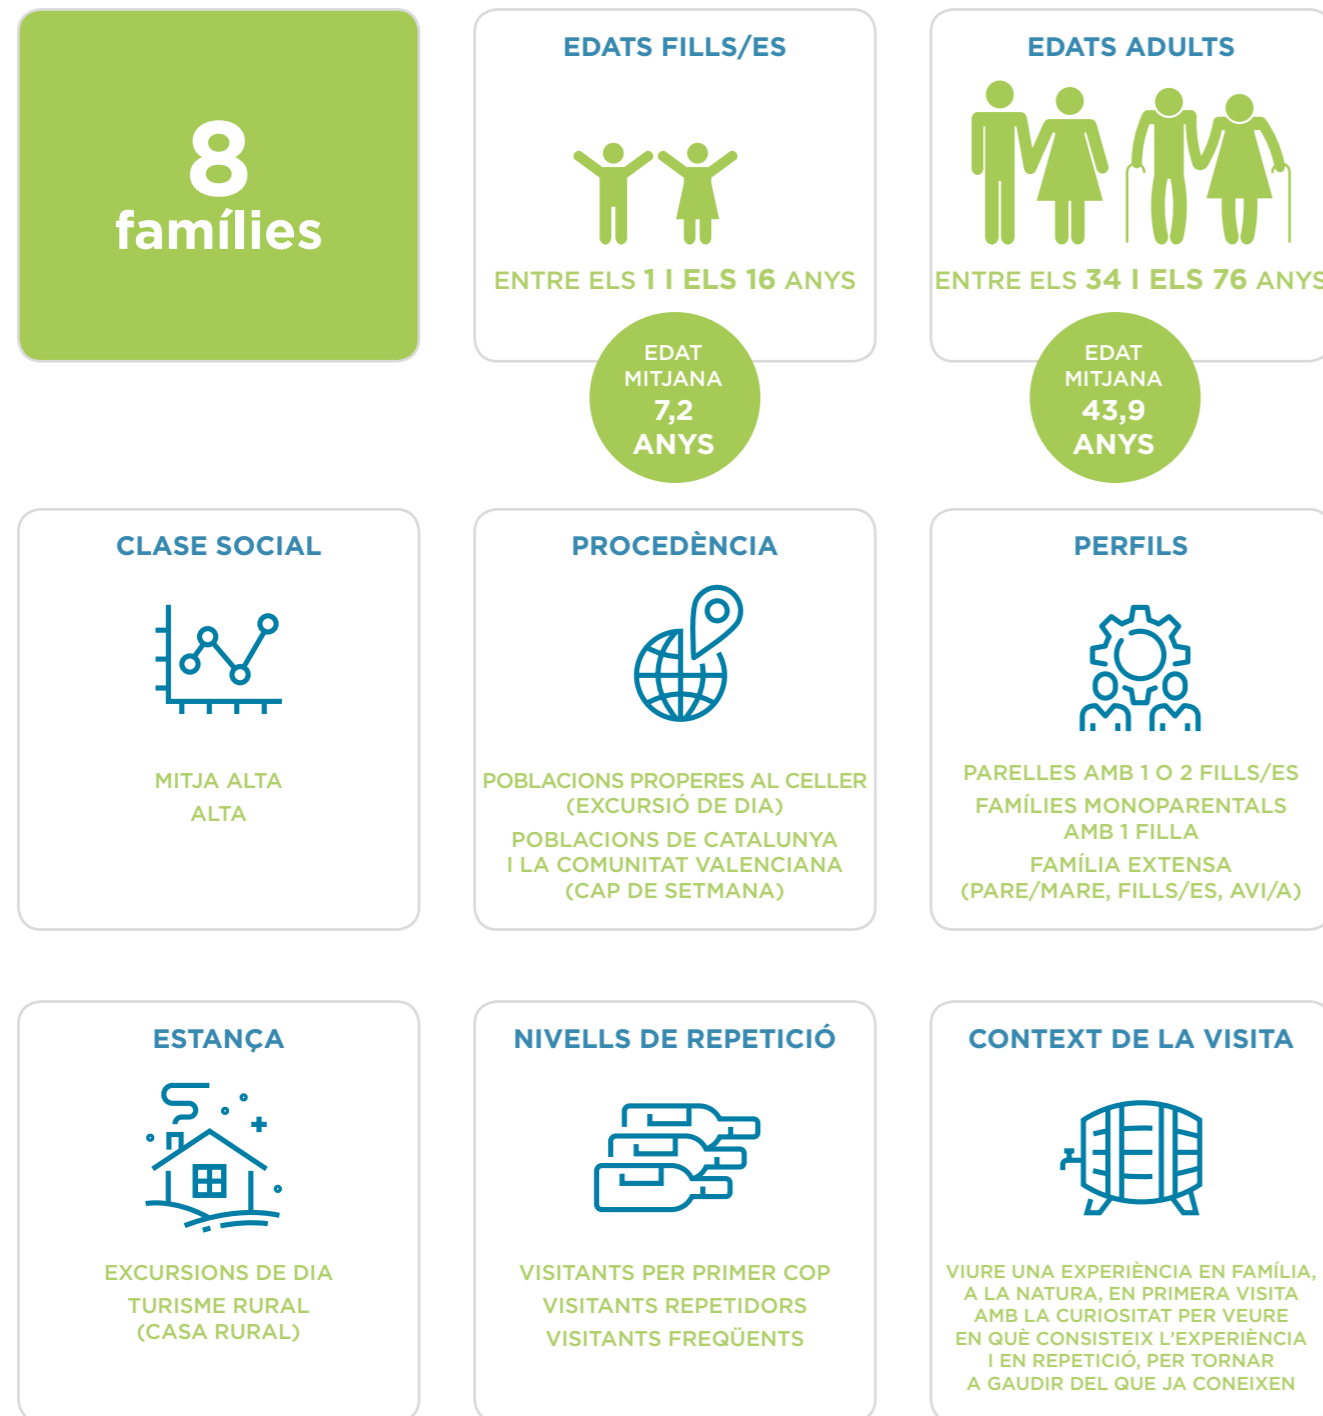 8
famílies
EDATS FILLS/ES
ENTRE ELS 1 I ELS 16 ANYS
EDAT
MITJANA
7,2
ANYS
EDATS ADULTS
ENTRE ELS 34 I ELS 76 ANYS
EDAT
MITJANA
43,9
ANYS
CLASE SOCIAL
MITJA ALTA
ALTA
PROCEDÈNCIA
POBLACIONS PROPERES AL CELLER
(EXCURSIÓ DE DIA)
POBLACIONS DE CATALUNYA
I LA COMUNITAT VALENCIANA
(CAP DE SETMANA)
PERFILS
PARELLES AMB 1 O 2 FILLS/ES
FAMÍLIES MONOPARENTALS
AMB 1 FILLA
FAMÍLIA EXTENSA
(PARE/MARE, FILLS/ES, AVI/A)
ESTANÇA
EXCURSIONS DE DIA
TURISME RURAL
(CASA RURAL)
NIVELLS DE REPETICIÓ
VISITANTS PER PRIMER COP
VISITANTS REPETIDORS
VISITANTS FREQÜENTS
CONTEXT DE LA VISITA
VIURE UNA EXPERIÈNCIA EN FAMÍLIA,
A LA NATURA, EN PRIMERA VISITA
AMB LA CURIOSITAT PER VEURE
EN QUÈ CONSISTEIX L'EXPERIÈNCIA
I EN REPETICIÓ, PER TORNAR
A GAUDIR DEL QUE JA CONEIXEN